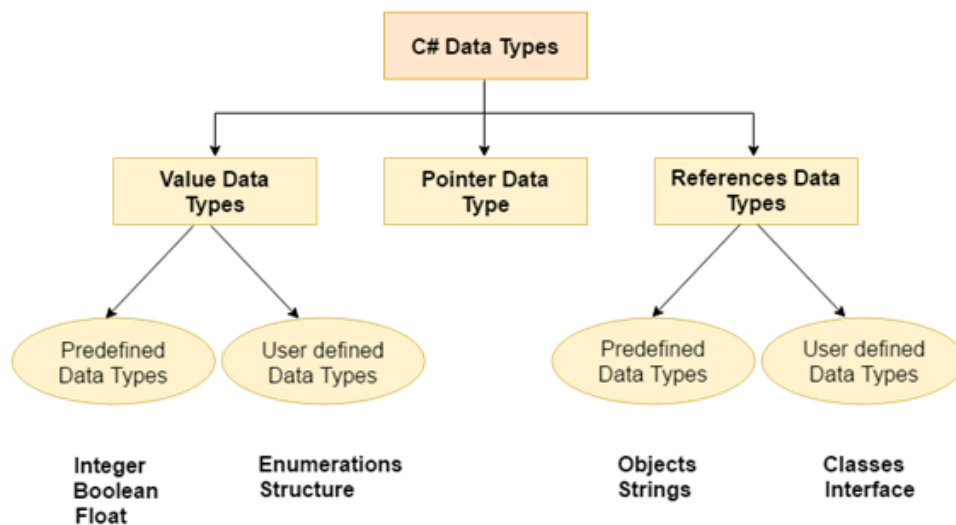 C# Data Types
Value Data
Types
Pointer Data
Type
References Data
Types
Predefined
Data Types
User defined
Data Types
Predefined
Data Types
User defined
Data Types
Integer
Boolean
Float
Enumerations
Structure
Objects
Strings
Classes
Interface